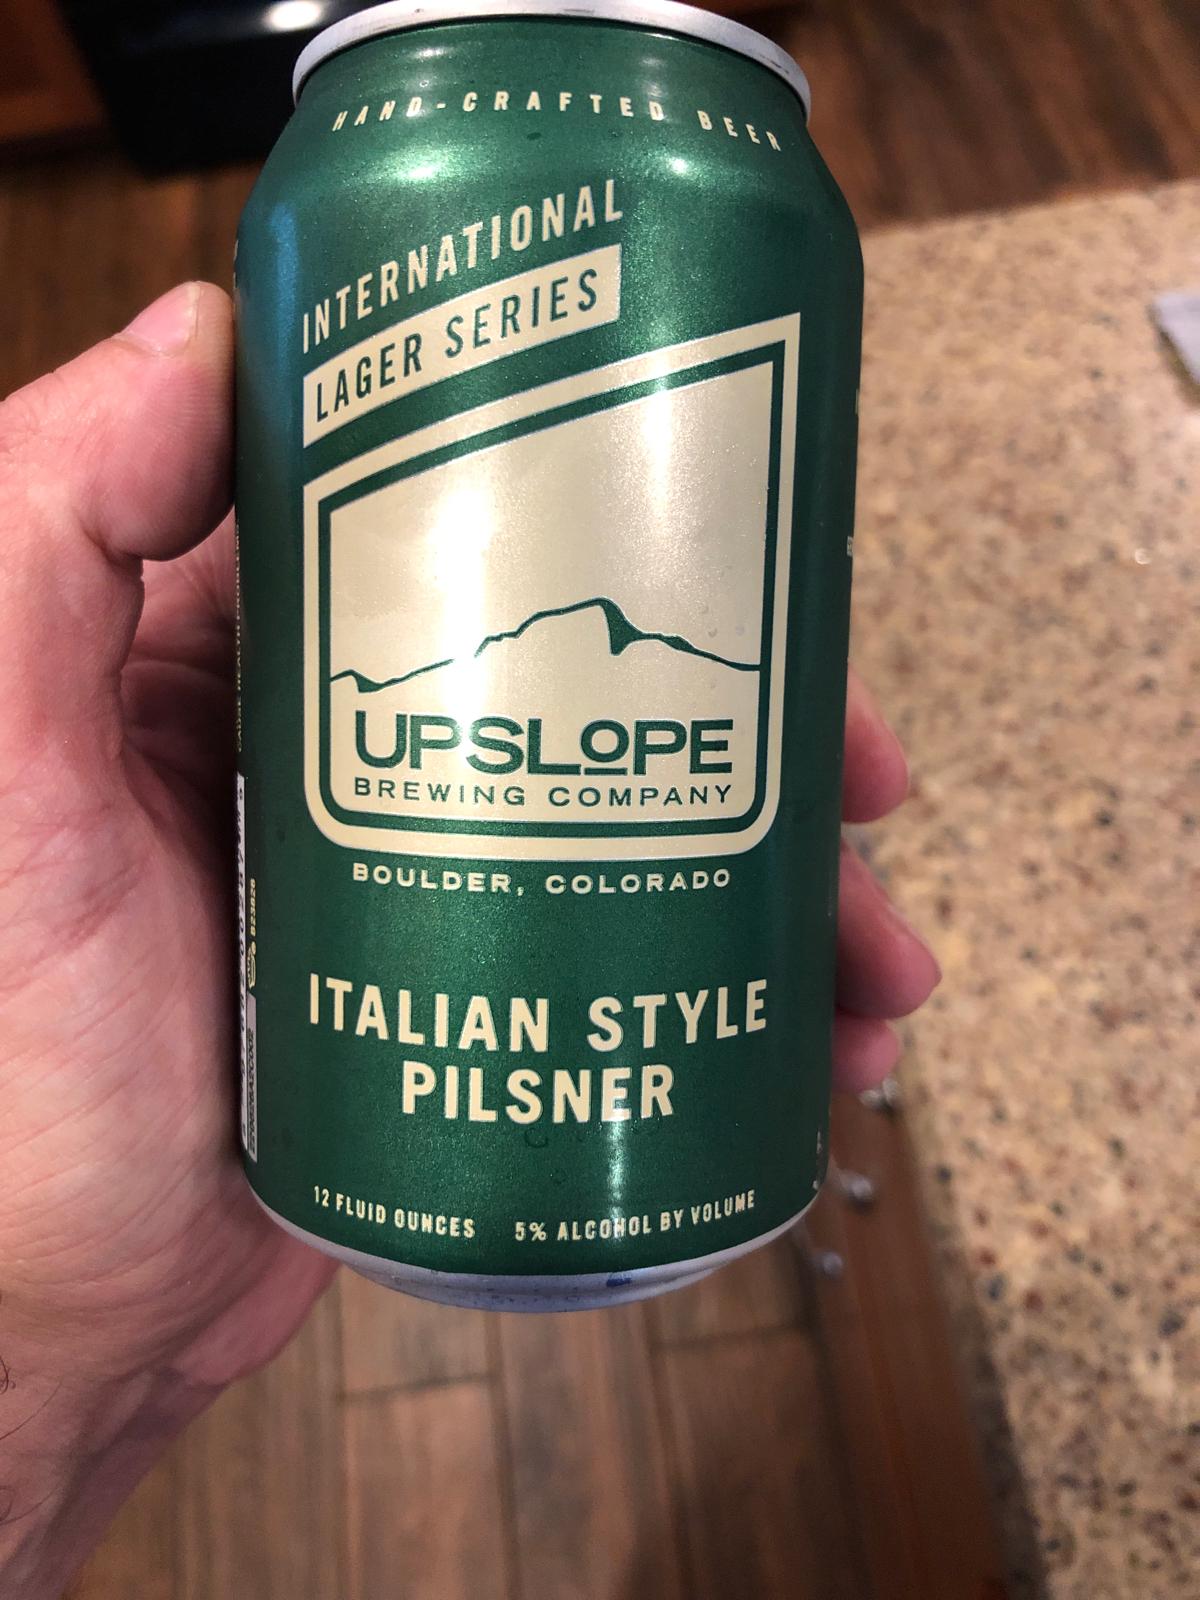 HAND-CRAFTED BEER
INTERNATIONAL
LAGER SERIES
UPSLOPE
BREWING COMPANY
BOULDER, COLORADO
ITALIAN STYLE
PILSNER
12 FLUID OUNCES 5% ALCOHOL BY VOLUME